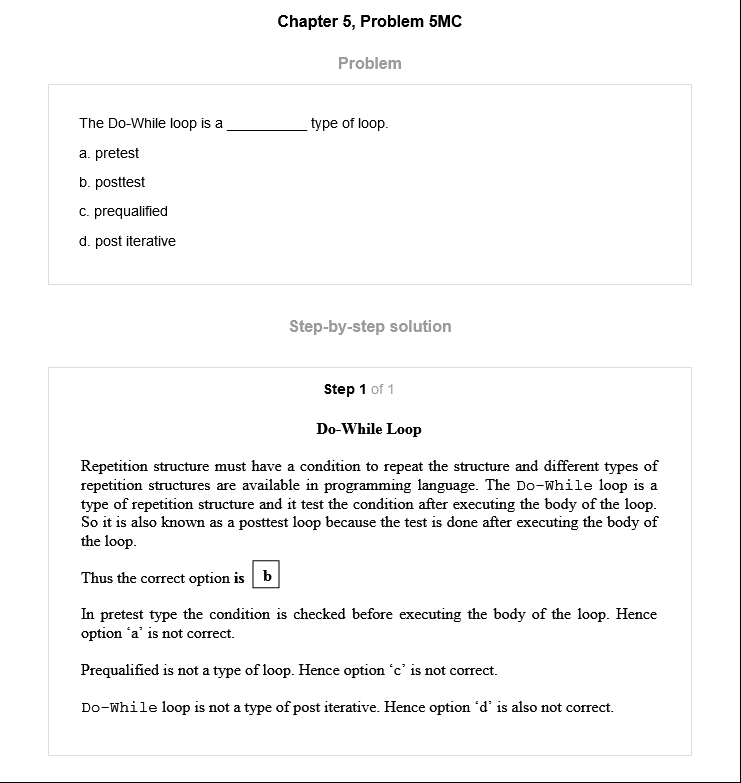 Chapter 5, Problem 5MC
Problem
The Do-While loop is a __________ type of loop.
a. pretest
b. posttest
c. prequalified
d. post iterative
Step-by-step solution
Step 1 of 1
Do-While Loop
Repetition structure must have a condition to repeat the structure and different types of
repetition structures are available in programming language. The Do-While loop is a
type of repetition structure and it test the condition after executing the body of the loop.
So it is also known as a posttest loop because the test is done after executing the body of
the loop.
Thus the correct option is b
In pretest type the condition is checked before executing the body of the loop. Hence
option ‘a’ is not correct.
Prequalified is not a type of loop. Hence option ‘c’ is not correct.
Do-While loop is not a type of post iterative. Hence option ‘d’ is also not correct.